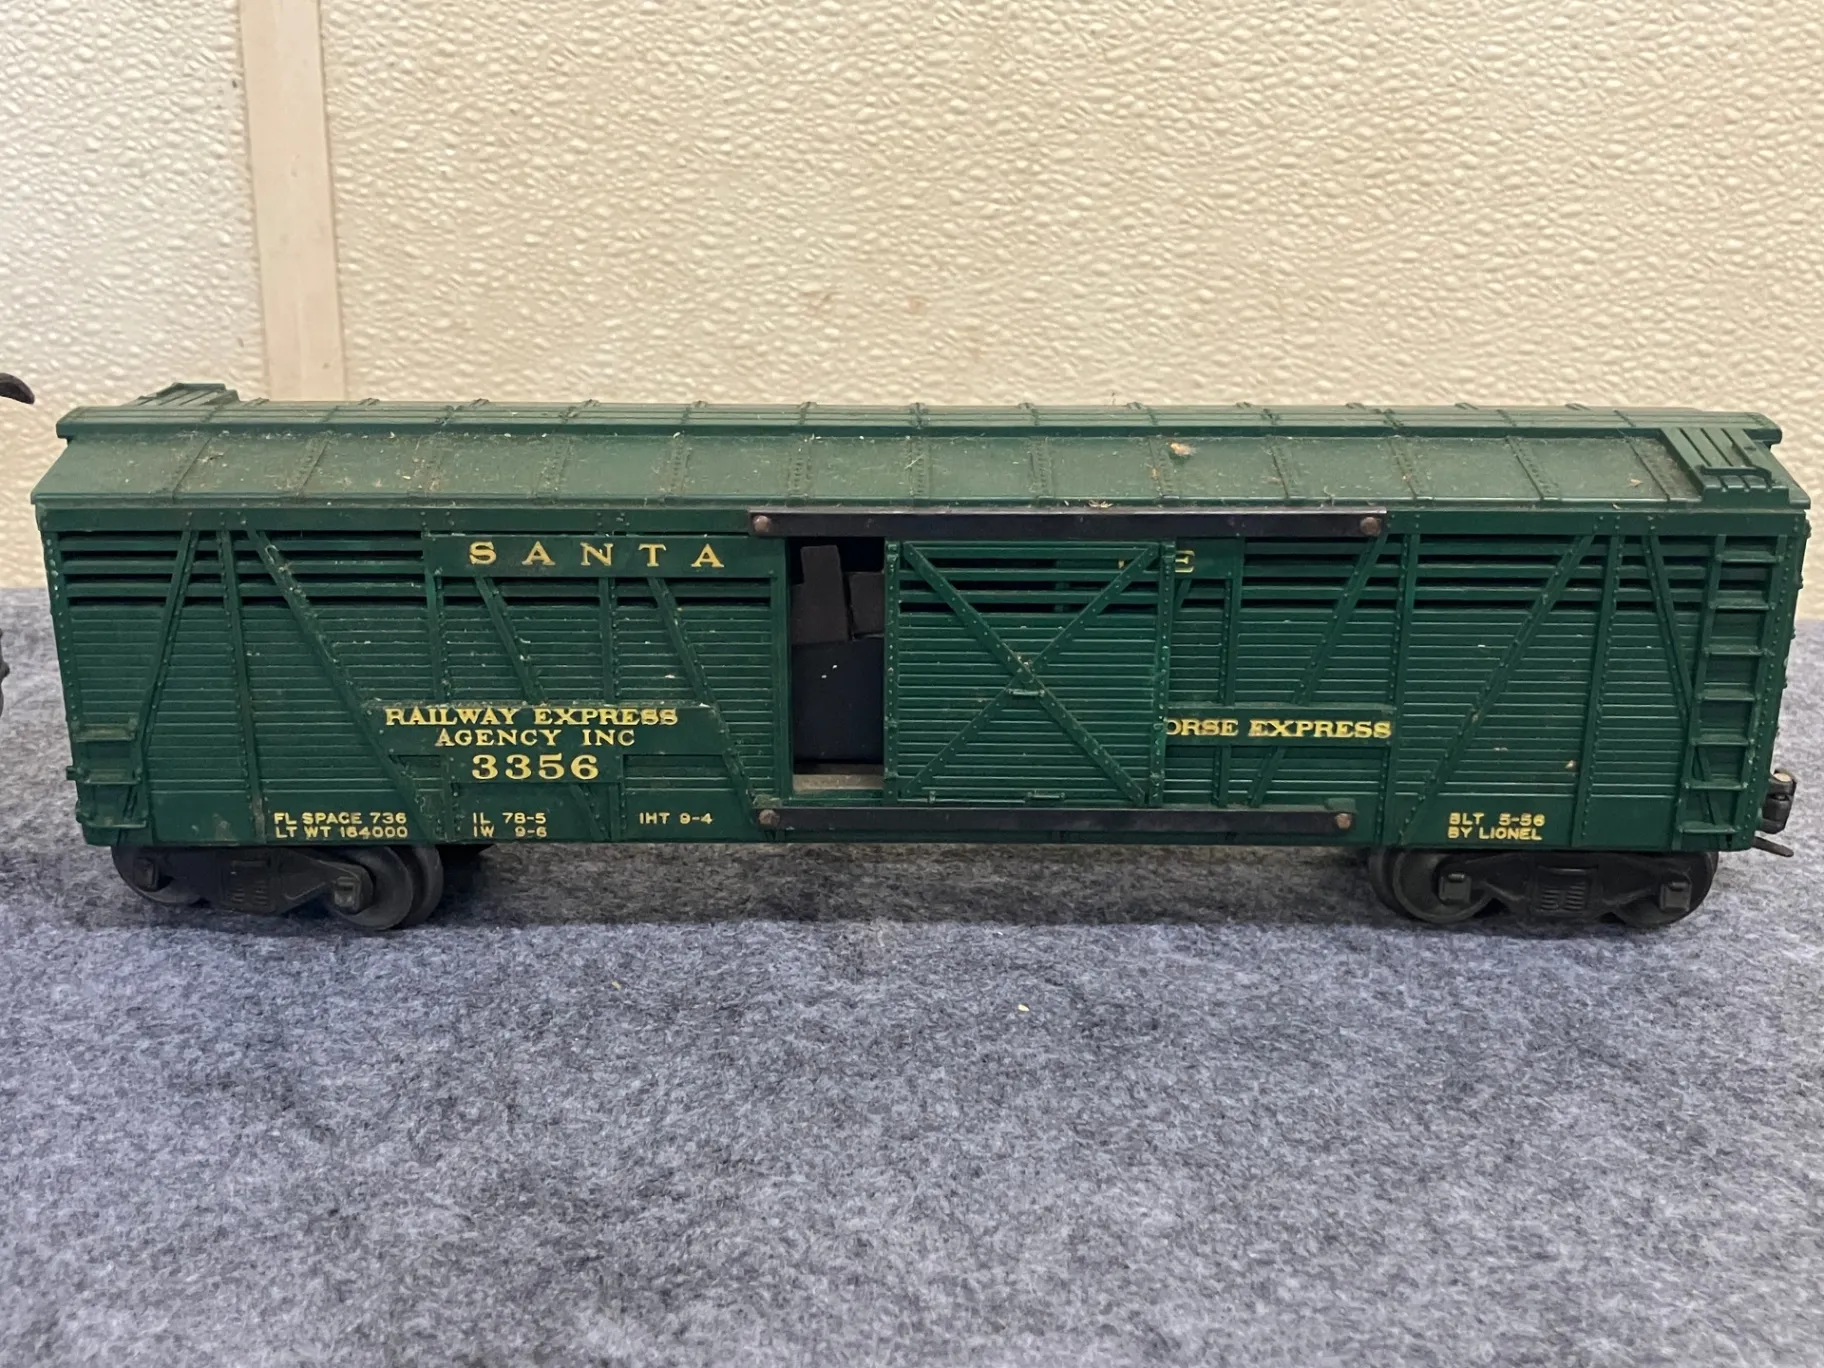 SANTA
E
RAILWAY EXPRESS
AGENCY INC
3356
ORSE EXPRESS
FL SPACE 736
LT WT 164000
IL 78-5
IW 9-6
IHT 9-4
BLT 5-56
BY LIONEL